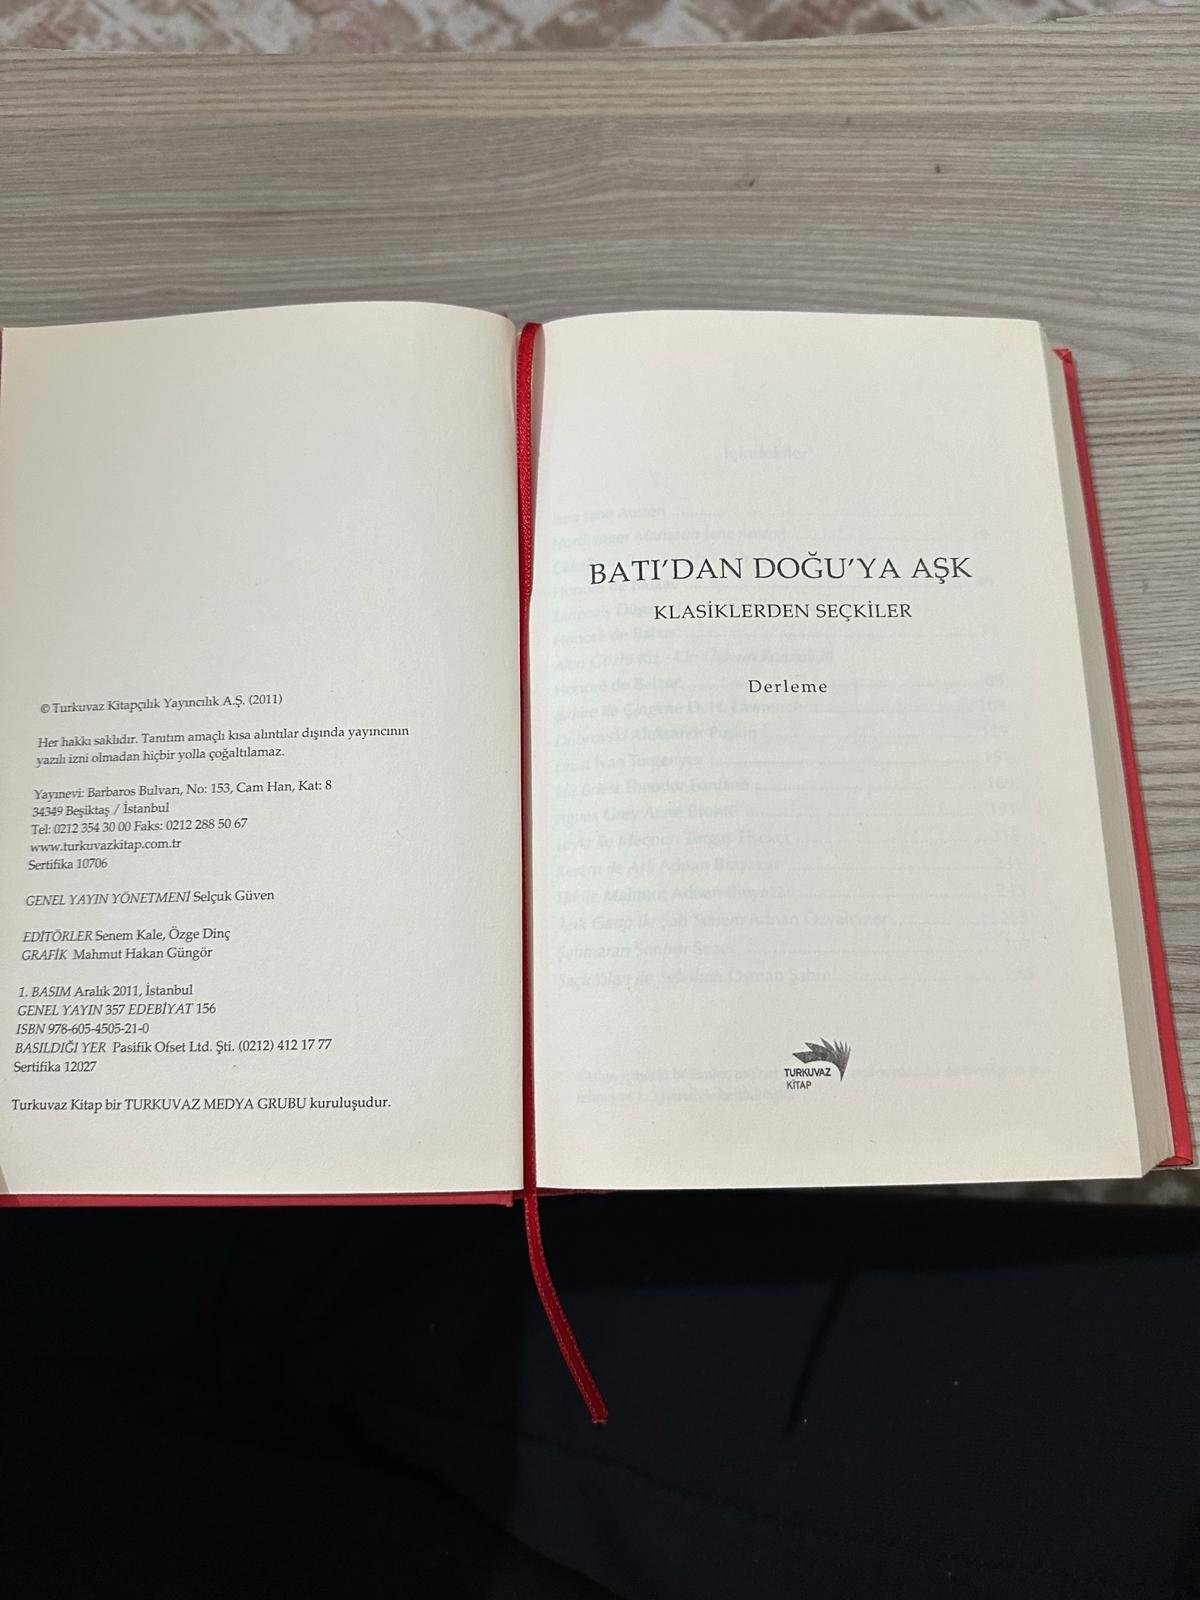 © Turkuvaz Kitapçılık Yayıncılık A.Ş. (2011)
Her hakkı saklıdır. Tanıtım amaçlı kısa alıntılar dışında yayıncının
yazılı izni olmadan hiçbir yolla çoğaltılamaz.
Yayınevi: Barbaros Bulvarı, No: 153, Cam Han, Kat: 8
34349 Beşiktaş / İstanbul
Tel: 0212 354 30 00 Faks: 0212 288 50 67
www.turkuvazkitap.com.tr
Sertifika 10706
GENEL YAYIN YÖNETMENİ Selçuk Güven
EDİTÖRLER Senem Kale, Özge Dinç
GRAFİK Mahmut Hakan Güngör
1. BASIM Aralık 2011, İstanbul
GENEL YAYIN 357 EDEBİYAT 156
ISBN 978-605-4505-21-0
BASILDIĞI YER Pasifik Ofset Ltd. Şti. (0212) 412 17 77
Sertifika 12027
Turkuvaz Kitap bir TURKUVAZ MEDYA GRUBU kuruluşudur.
BATI'DAN DOĞU'YA AŞK
KLASİKLERDEN SEÇKİLER
Derleme
TURKUVAZ
KİTAP